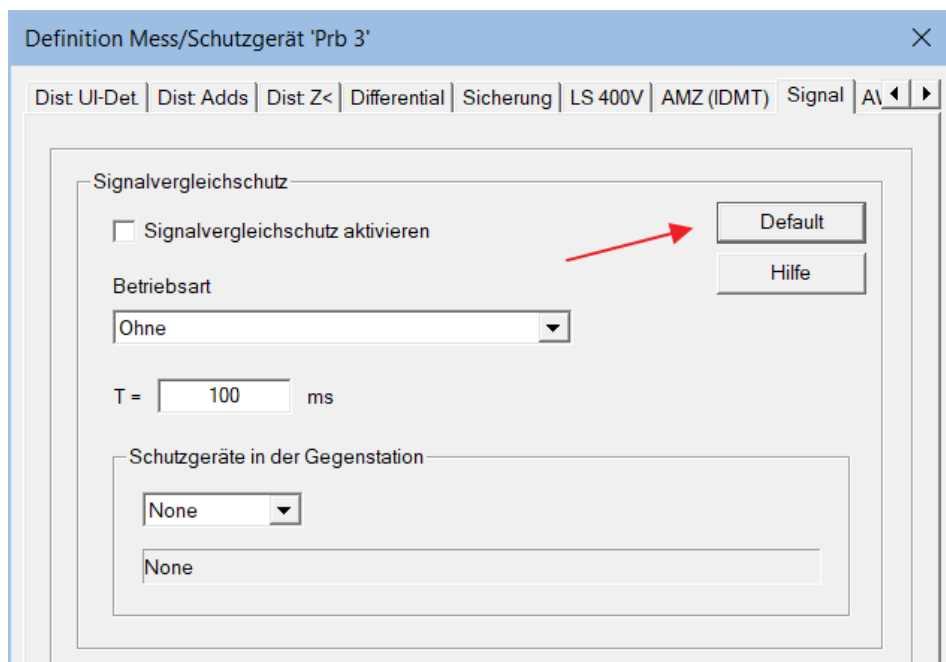 Definition Mess/Schutzgerät 'Prb 3'
Dist: UI-Det. Dist: Adds Dist: Z< Differential Sicherung LS 400V AMZ (IDMT) Signal
Signalvergleichschutz
Signalvergleichschutz aktivieren
Default
Hilfe
Betriebsart
Ohne
T = 100 ms
Schutzgeräte in der Gegenstation
None
None